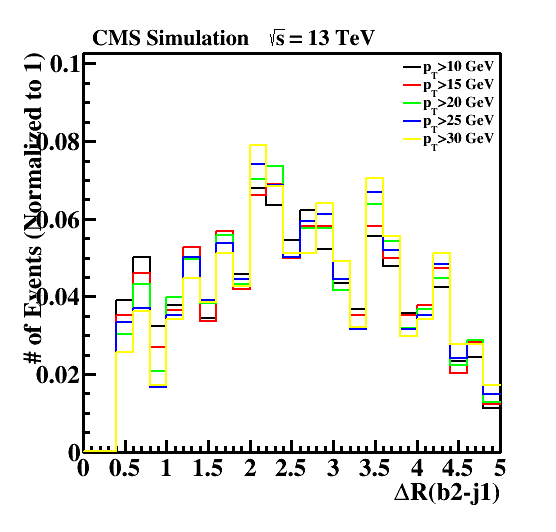 CMS Simulation √s = 13 TeV
0.1
p_T>10 GeV
p_T>15 GeV
p_T>20 GeV
p_T>25 GeV
p_T>30 GeV
0.08
0.06
0.04
0.02
0
# of Events (Normalized to 1)
0 0.5 1 1.5 2 2.5 3 3.5 4 4.5 5
ΔR(b2-j1)